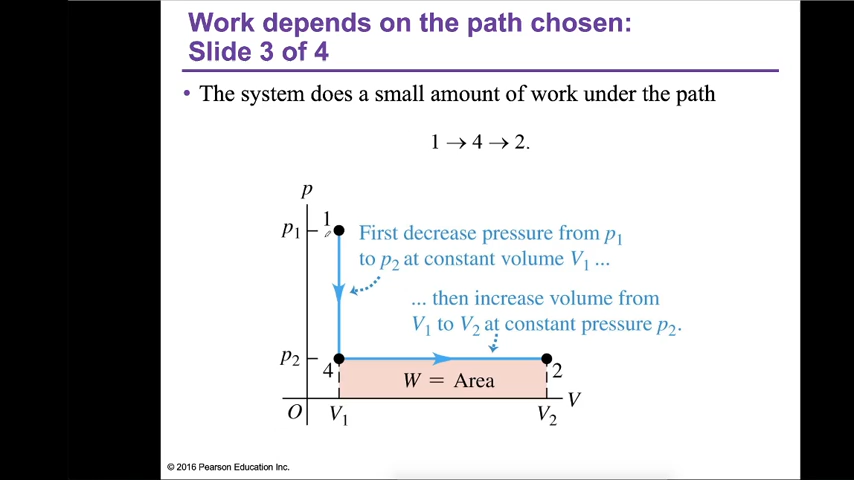 Work depends on the path chosen:
Slide 3 of 4
• The system does a small amount of work under the path
1 → 4 → 2.
p
p₁
1
First decrease pressure from p₁
to p₂ at constant volume V₁ ...
... then increase volume from
V₁ to V₂ at constant pressure p₂.
p₂
4
2
W = Area
O
V₁
V₂
V
© 2016 Pearson Education Inc.